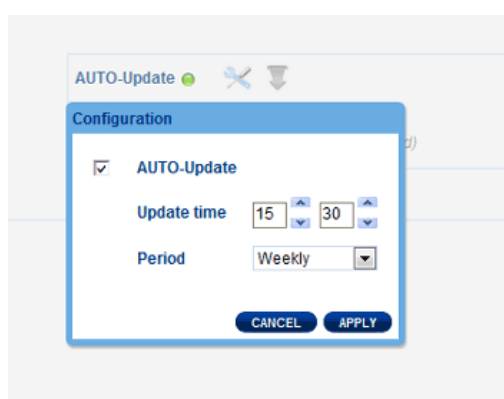 AUTO-Update
Configuration
d)
AUTO-Update
Update time 15 30
Period Weekly
CANCEL APPLY